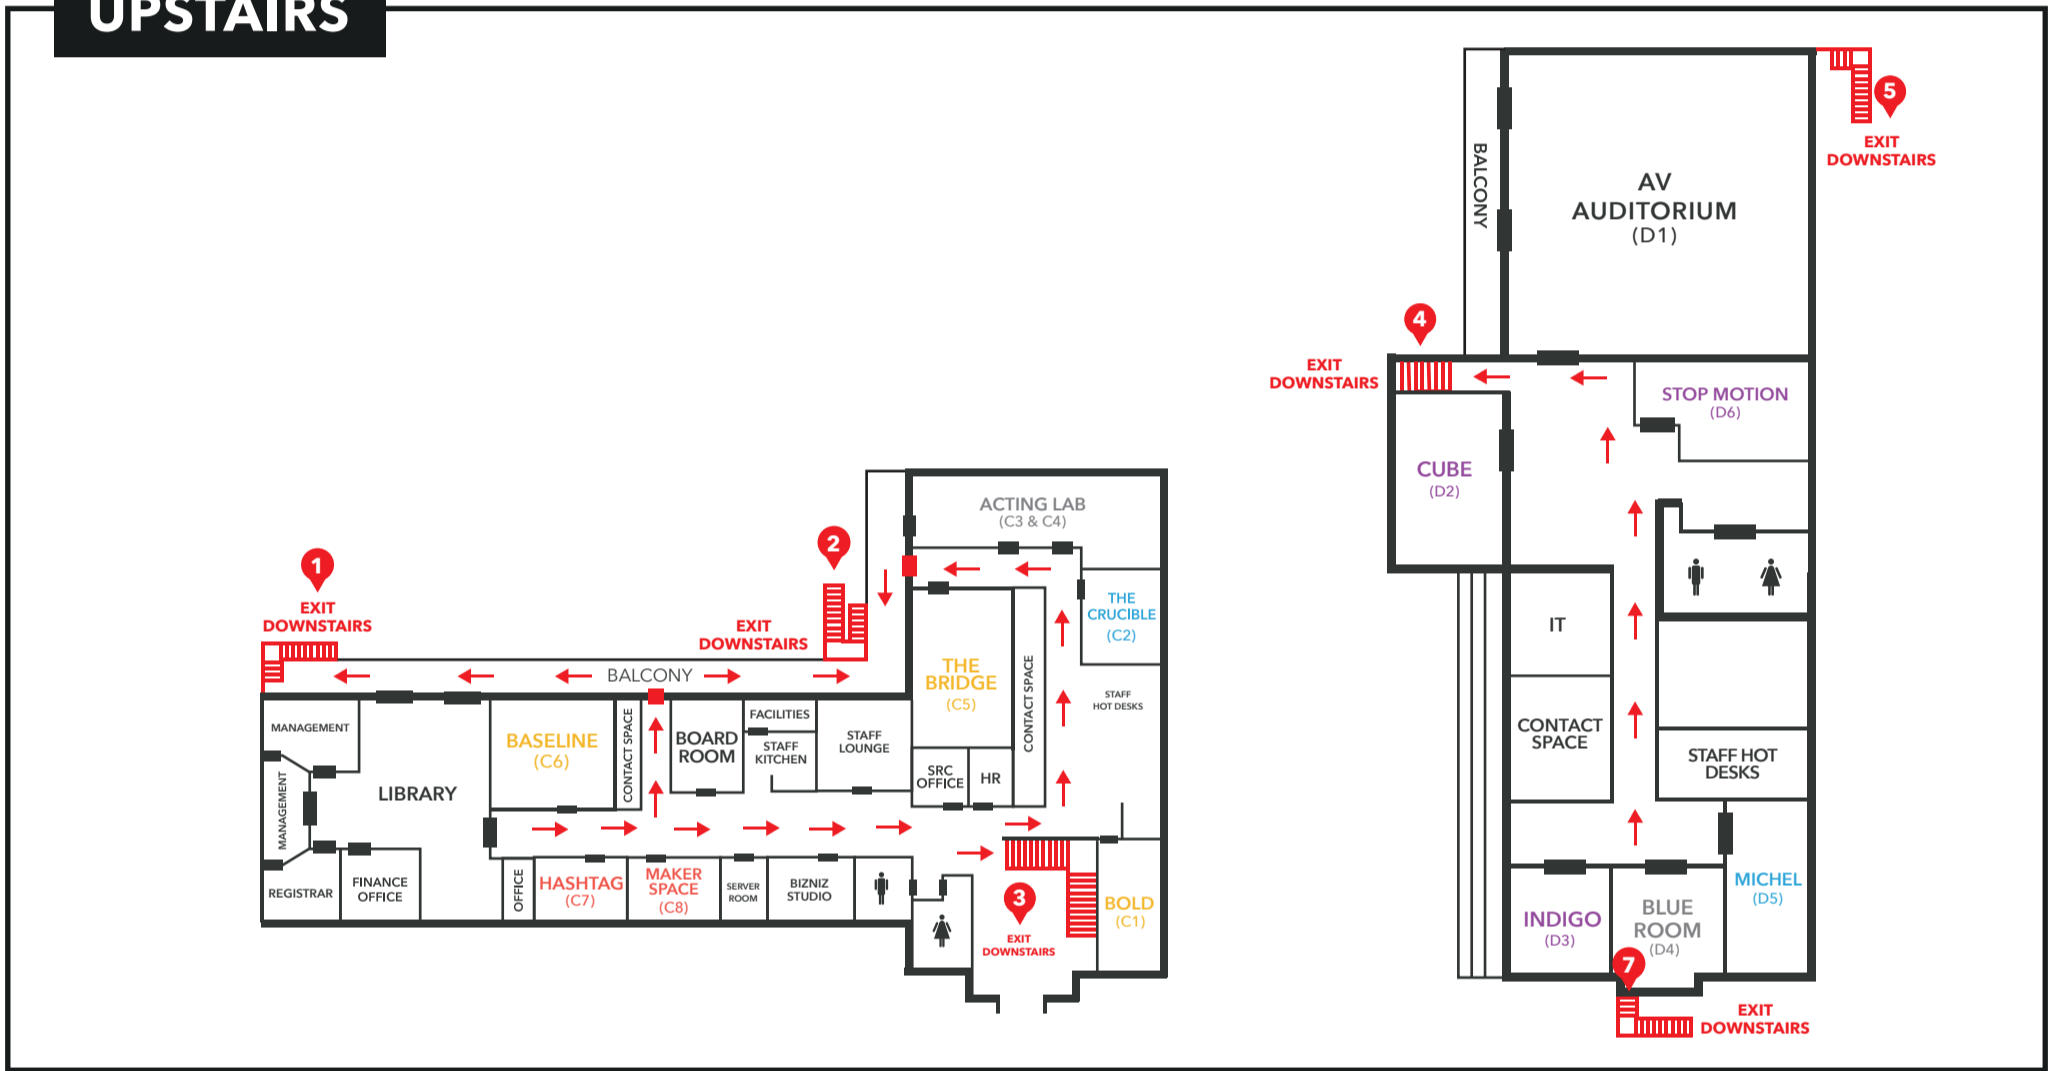 UPSTAIRS
1
EXIT
DOWNSTAIRS
2
EXIT
DOWNSTAIRS
BALCONY
MANAGEMENT
MANAGEMENT
REGISTRAR
FINANCE
OFFICE
LIBRARY
BASELINE
(C6)
CONTACT SPACE
BOARD
ROOM
FACILITIES
STAFF
KITCHEN
STAFF
LOUNGE
OFFICE
HASHTAG
(C7)
MAKER
SPACE
(C8)
SERVER
ROOM
BIZNIZ
STUDIO
ACTING LAB
(C3 & C4)
THE
CRUCIBLE
(C2)
THE
BRIDGE
(C5)
CONTACT SPACE
STAFF
HOT DESKS
SRC
OFFICE
HR
3
EXIT
DOWNSTAIRS
BOLD
(C1)
BALCONY
AV
AUDITORIUM
(D1)
5
EXIT
DOWNSTAIRS
4
EXIT
DOWNSTAIRS
STOP MOTION
(D6)
CUBE
(D2)
IT
CONTACT
SPACE
STAFF HOT
DESKS
MICHEL
(D5)
INDIGO
(D3)
BLUE
ROOM
(D4)
7
EXIT
DOWNSTAIRS